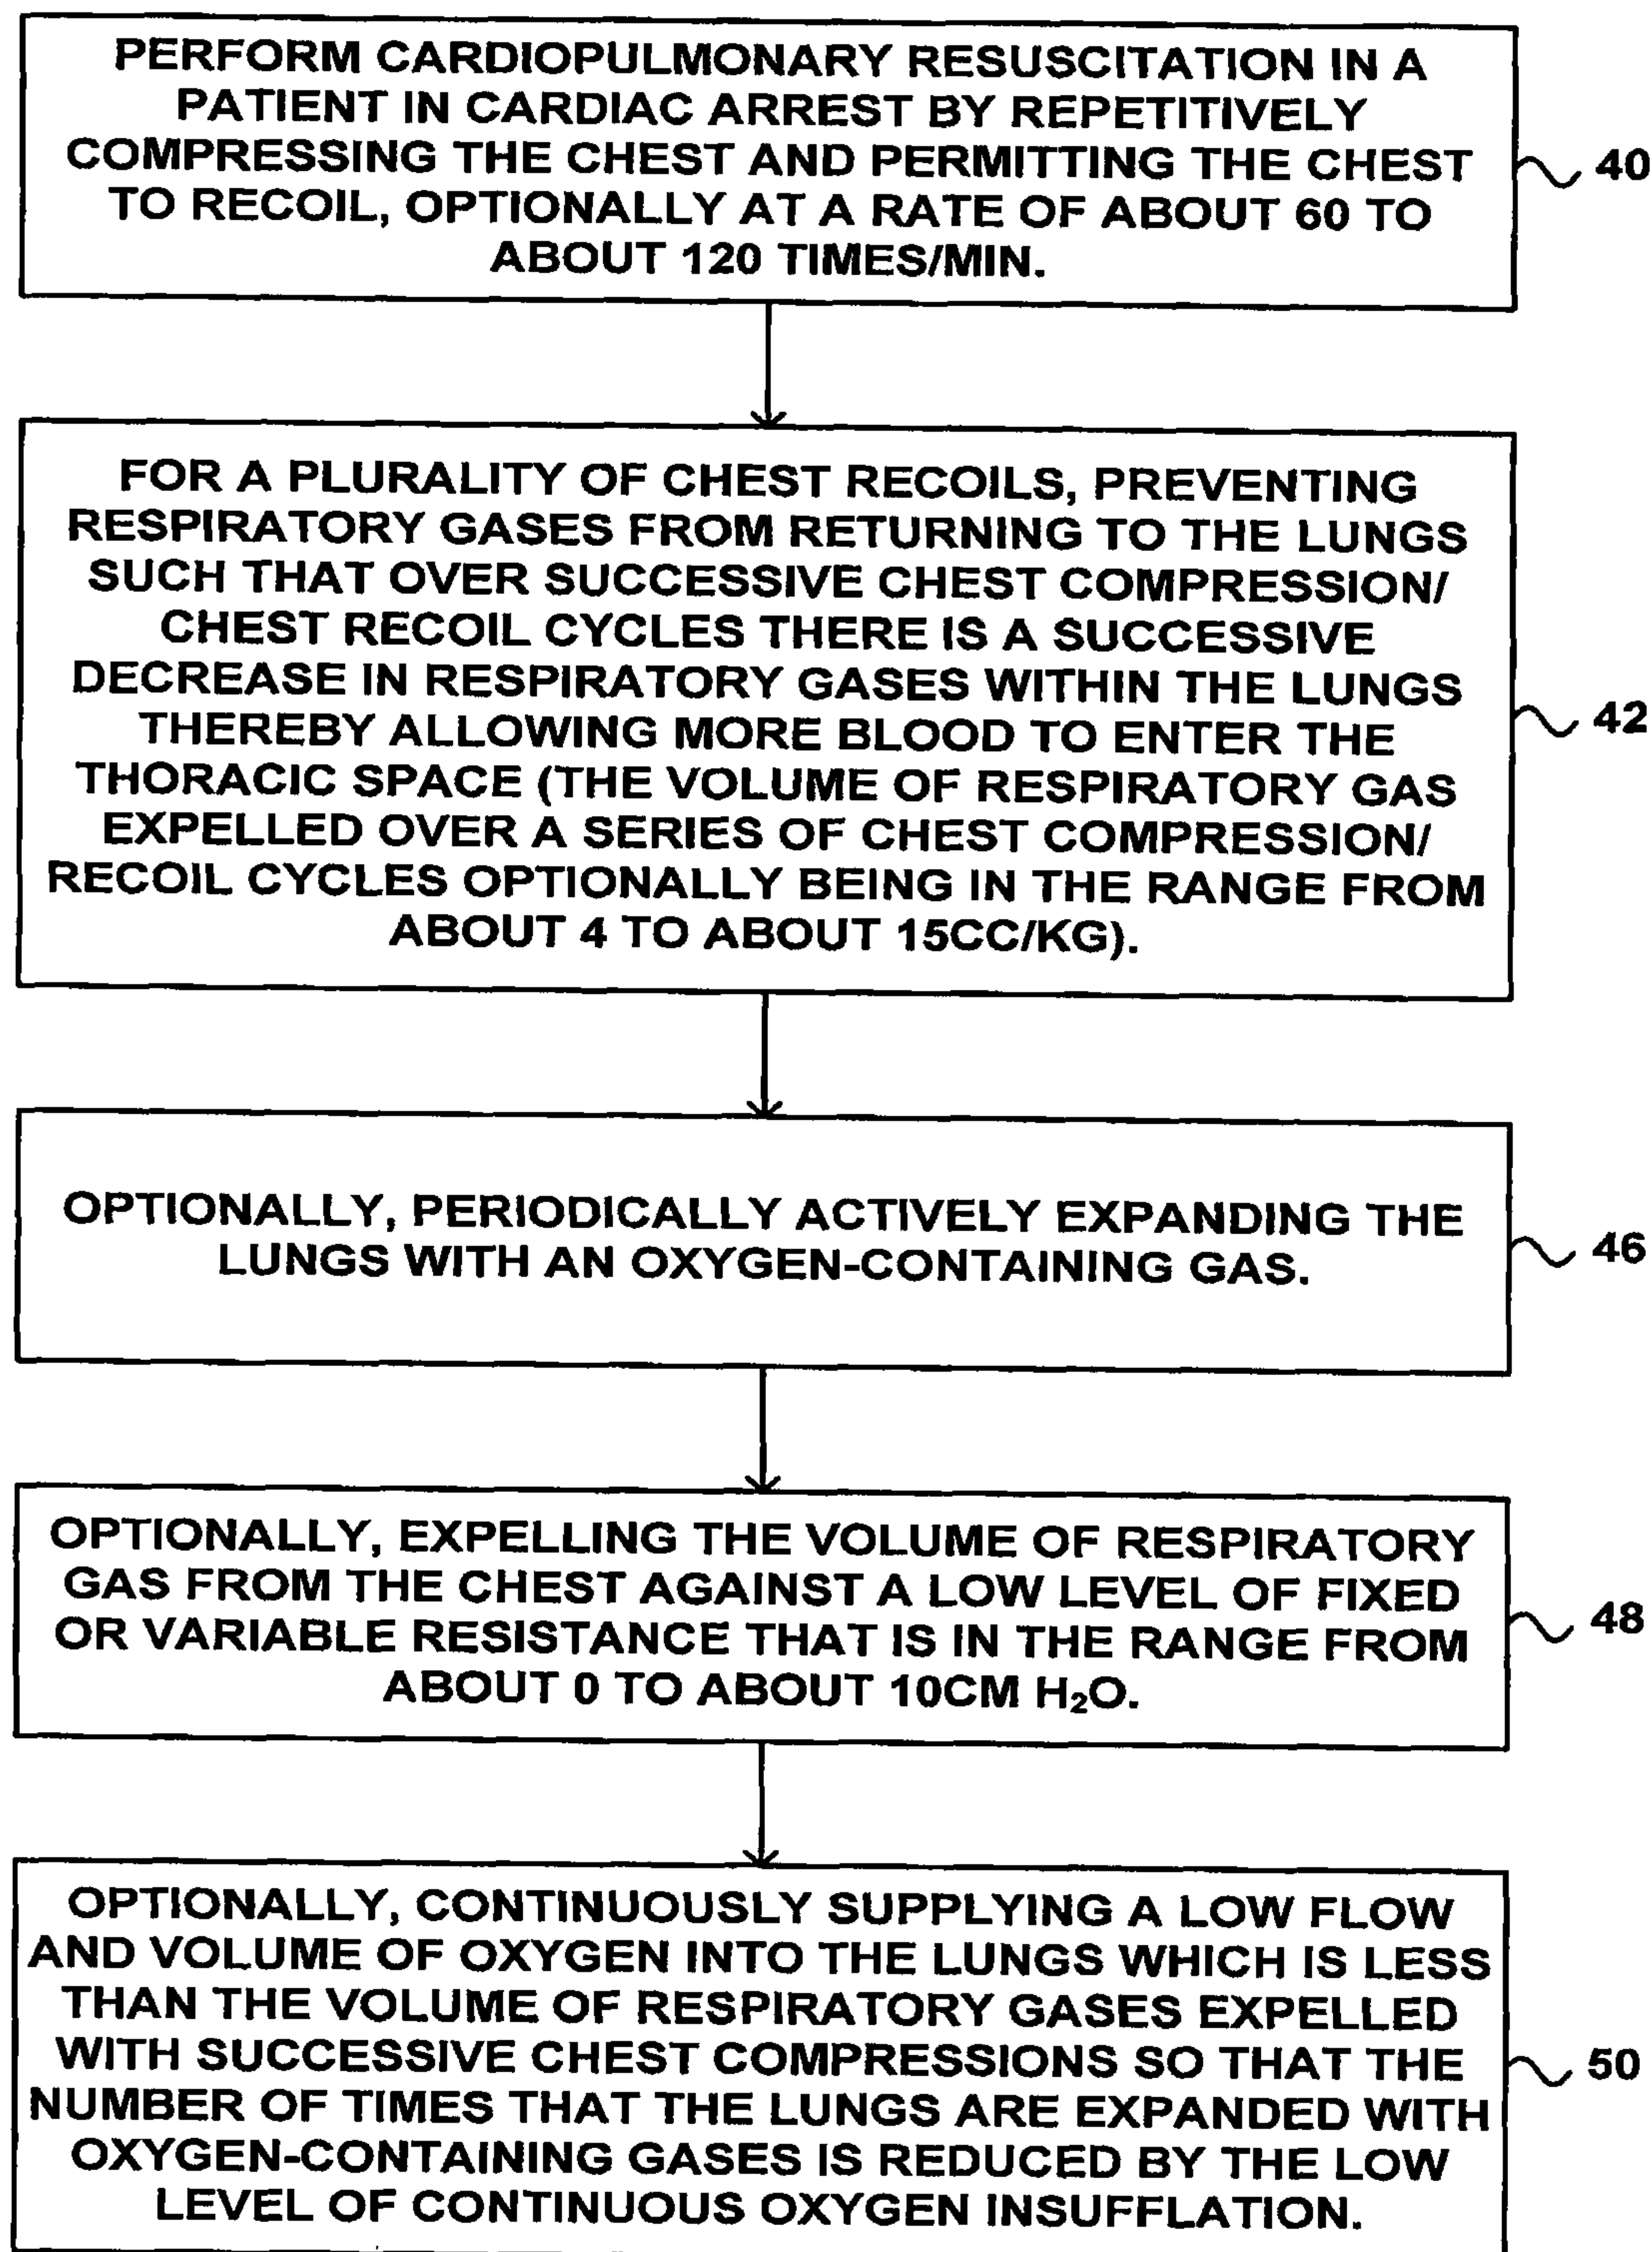 PERFORM CARDIOPULMONARY RESUSCITATION IN A
PATIENT IN CARDIAC ARREST BY REPETITIVELY
COMPRESSING THE CHEST AND PERMITTING THE CHEST
TO RECOIL, OPTIONALLY AT A RATE OF ABOUT 60 TO
ABOUT 120 TIMES/MIN.
40
FOR A PLURALITY OF CHEST RECOILS, PREVENTING
RESPIRATORY GASES FROM RETURNING TO THE LUNGS
SUCH THAT OVER SUCCESSIVE CHEST COMPRESSION/
CHEST RECOIL CYCLES THERE IS A SUCCESSIVE
DECREASE IN RESPIRATORY GASES WITHIN THE LUNGS
THEREBY ALLOWING MORE BLOOD TO ENTER THE
THORACIC SPACE (THE VOLUME OF RESPIRATORY GAS
EXPELLED OVER A SERIES OF CHEST COMPRESSION/
RECOIL CYCLES OPTIONALLY BEING IN THE RANGE FROM
ABOUT 4 TO ABOUT 15CC/KG).
42
OPTIONALLY, PERIODICALLY ACTIVELY EXPANDING THE
LUNGS WITH AN OXYGEN-CONTAINING GAS.
46
OPTIONALLY, EXPELLING THE VOLUME OF RESPIRATORY
GAS FROM THE CHEST AGAINST A LOW LEVEL OF FIXED
OR VARIABLE RESISTANCE THAT IS IN THE RANGE FROM
ABOUT 0 TO ABOUT 10CM H₂O.
48
OPTIONALLY, CONTINUOUSLY SUPPLYING A LOW FLOW
AND VOLUME OF OXYGEN INTO THE LUNGS WHICH IS LESS
THAN THE VOLUME OF RESPIRATORY GASES EXPELLED
WITH SUCCESSIVE CHEST COMPRESSIONS SO THAT THE
NUMBER OF TIMES THAT THE LUNGS ARE EXPANDED WITH
OXYGEN-CONTAINING GASES IS REDUCED BY THE LOW
LEVEL OF CONTINUOUS OXYGEN INSUFFLATION.
50